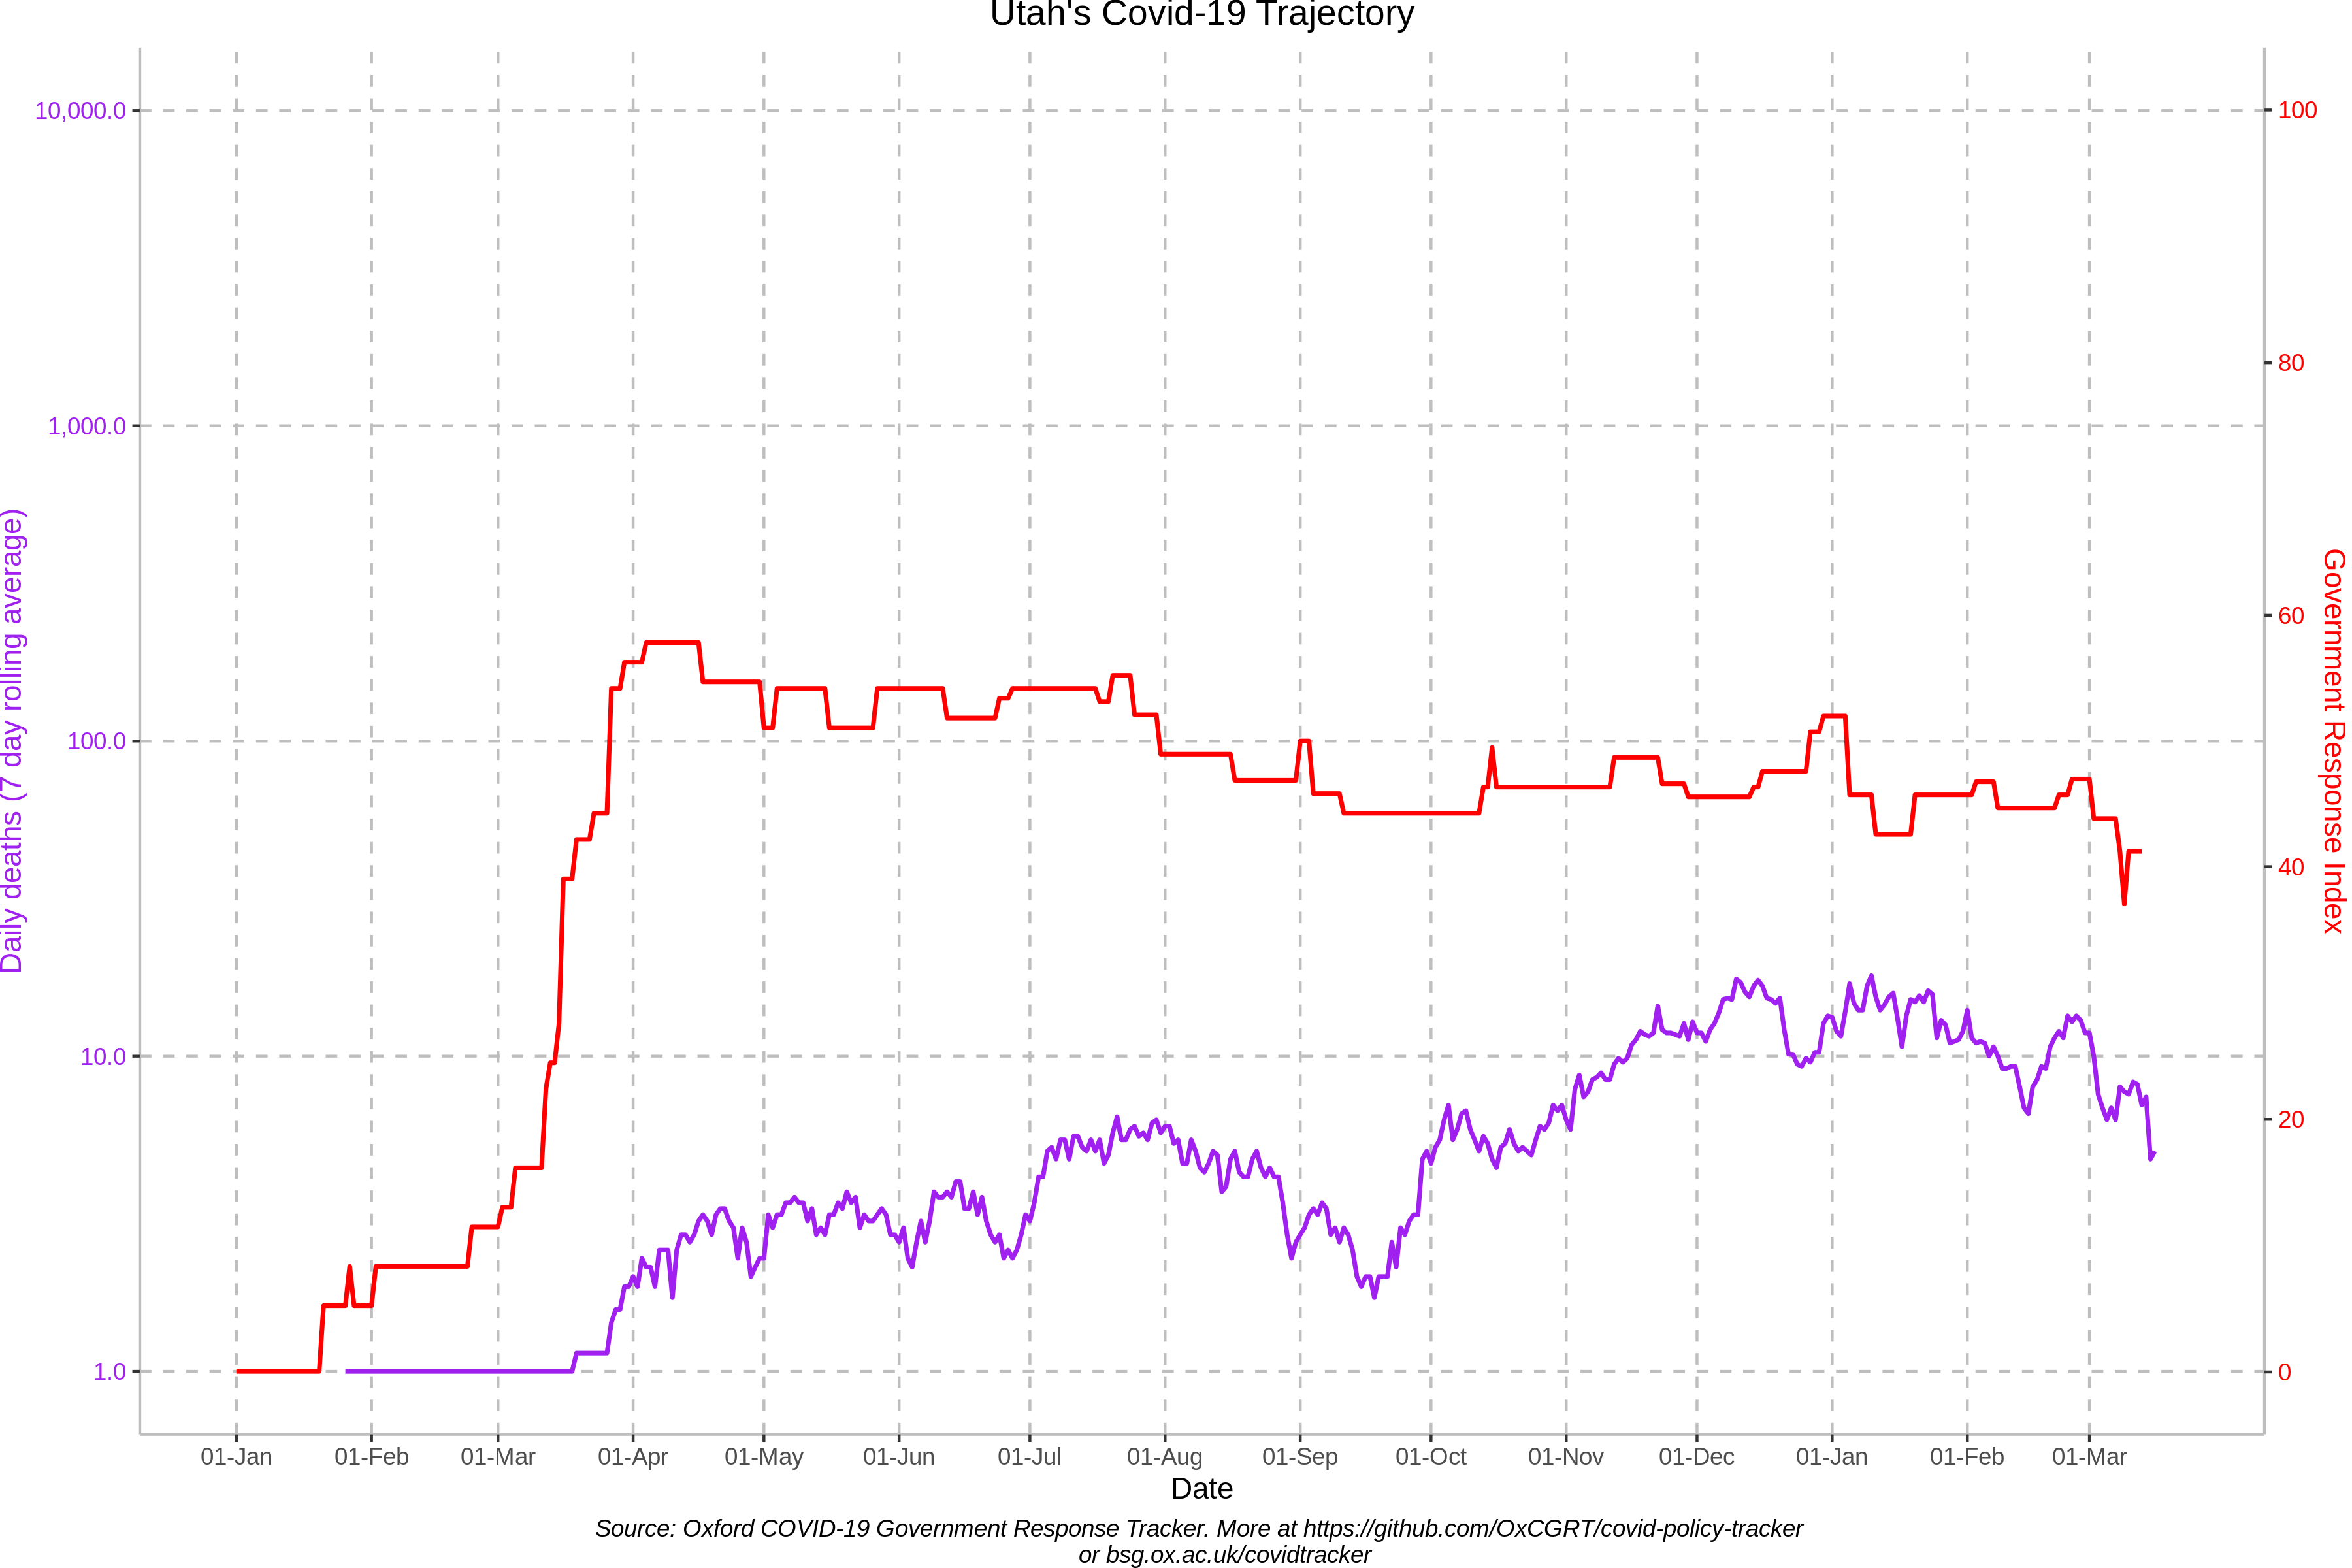 Utah's Covid-19 Trajectory
10,000.0
1,000.0
100.0
10.0
1.0
Daily deaths (7 day rolling average)
100
80
60
40
20
0
Government Response Index
01-Jan 01-Feb 01-Mar 01-Apr 01-May 01-Jun 01-Jul 01-Aug 01-Sep 01-Oct 01-Nov 01-Dec 01-Jan 01-Feb 01-Mar
Date
Source: Oxford COVID-19 Government Response Tracker. More at https://github.com/OxCGRT/covid-policy-tracker
or bsg.ox.ac.uk/covidtracker